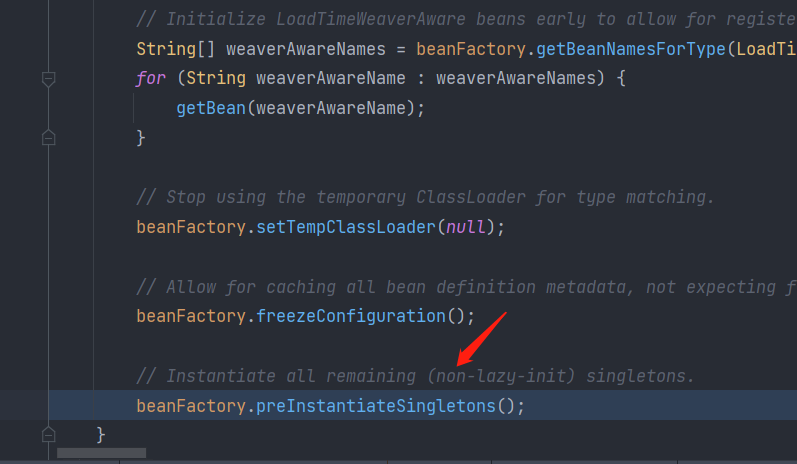 // Initialize LoadTimeWeaverAware beans early to allow for registe
String[] weaverAwareNames = beanFactory.getBeanNamesForType(LoadTi
for (String weaverAwareName : weaverAwareNames) {
getBean(weaverAwareName);
}
// Stop using the temporary ClassLoader for type matching.
beanFactory.setTempClassLoader(null);
// Allow for caching all bean definition metadata, not expecting f
beanFactory.freezeConfiguration();
// Instantiate all remaining (non-lazy-init) singletons.
beanFactory.preInstantiateSingletons();
}